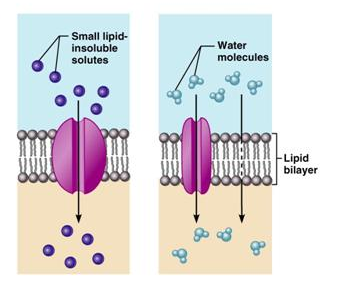 Small lipid-
insoluble
solutes
Water
molecules
Lipid
bilayer